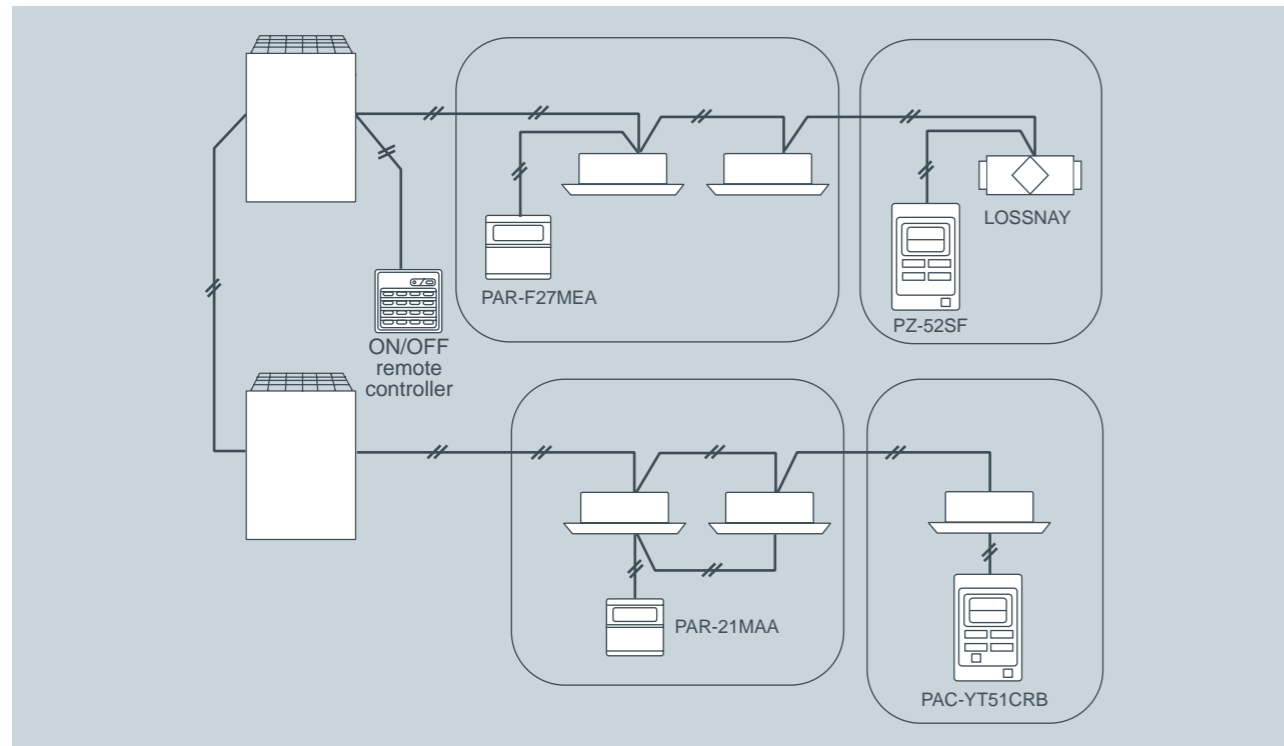 LOSSNAY
PAR-F27MEA
PZ-52SF
ON/OFF
remote
controller
PAR-21MAA
PAC-YT51CRB